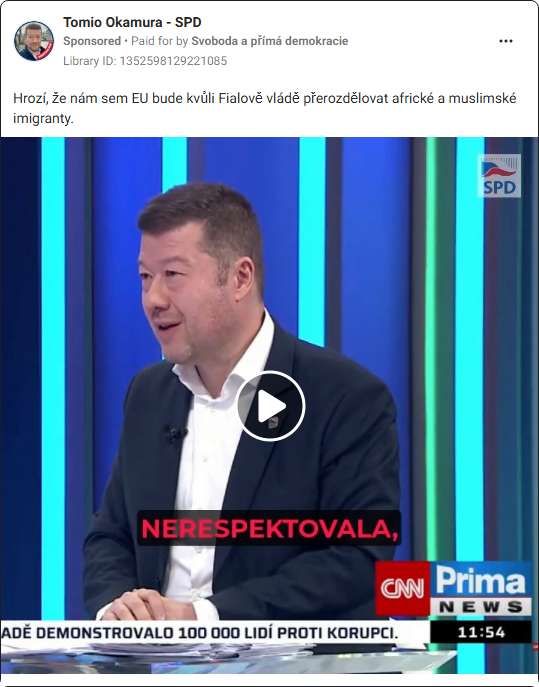 Tomio Okamura - SPD
Sponsored • Paid for by Svoboda a přímá demokracie
Library ID: 1352598129221085
Hrozí, že nám sem EU bude kvůli Fialově vládě přerozdělovat africké a muslimské
imigranty.
SPD
NERESPEKTOVALA,
CNN Prima
NEWS
ADĚ DEMONSTROVALO 100 000 LIDÍ PROTI KORUPCI.
11:54